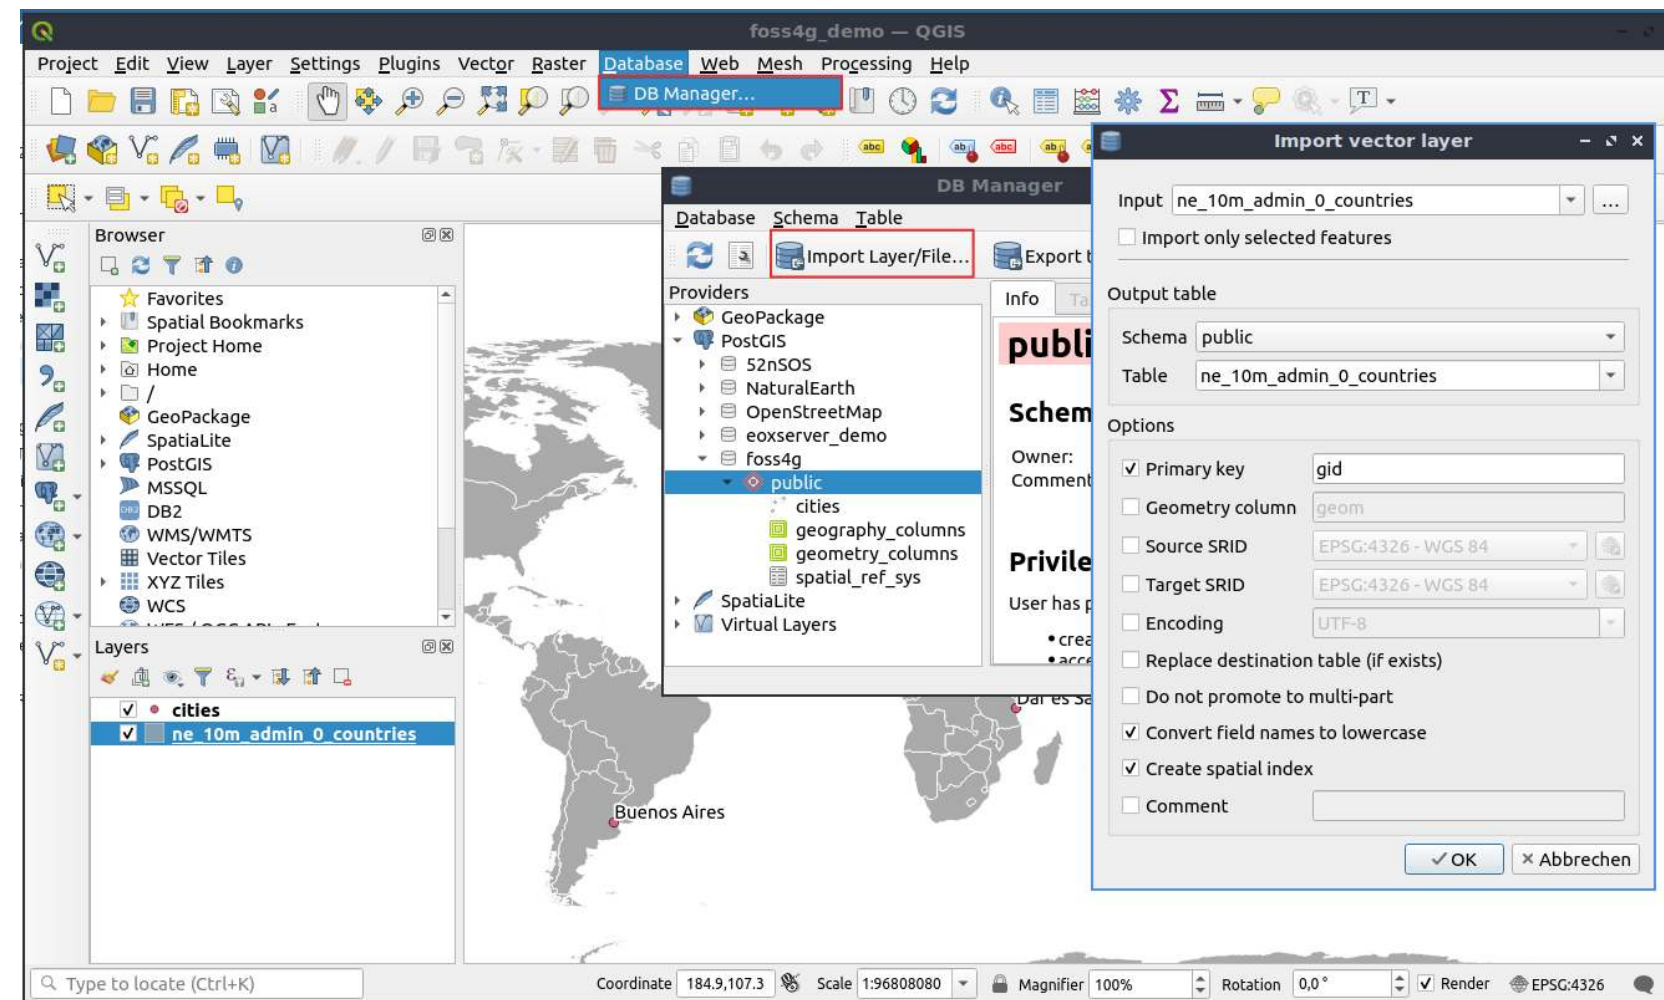 foss4g_demo — QGIS
Project Edit View Layer Settings Plugins Vector Raster Database Web Mesh Processing Help
DB Manager...
Import vector layer
DB Manager
Input ne_10m_admin_0_countries ...
Import only selected features
Database Schema Table
Import Layer/File...
Export t
Browser
Favorites
Spatial Bookmarks
Project Home
Home
/
GeoPackage
SpatiaLite
PostGIS
MSSQL
DB2
WMS/WMTS
Vector Tiles
XYZ Tiles
WCS
Providers
GeoPackage
PostGIS
52nSOS
NaturalEarth
OpenStreetMap
eoxserver_demo
foss4g
public
cities
geography_columns
geometry_columns
spatial_ref_sys
SpatiaLite
Virtual Layers
Info
publi
Schem
Owner:
Comment
Privile
User has p
• crea
• acce
Output table
Schema public
Table ne_10m_admin_0_countries
Options
Primary key gid
Geometry column geom
Source SRID EPSG:4326 - WGS 84
Target SRID EPSG:4326 - WGS 84
Encoding UTF-8
Replace destination table (if exists)
Do not promote to multi-part
Convert field names to lowercase
Create spatial index
Comment
OK Abbrechen
Layers
cities
ne_10m_admin_0_countries
Dar es Sa
Buenos Aires
Type to locate (Ctrl+K)
Coordinate 184.9,107.3 Scale 1:96808080 Magnifier 100% Rotation 0,0 ° Render EPSG:4326